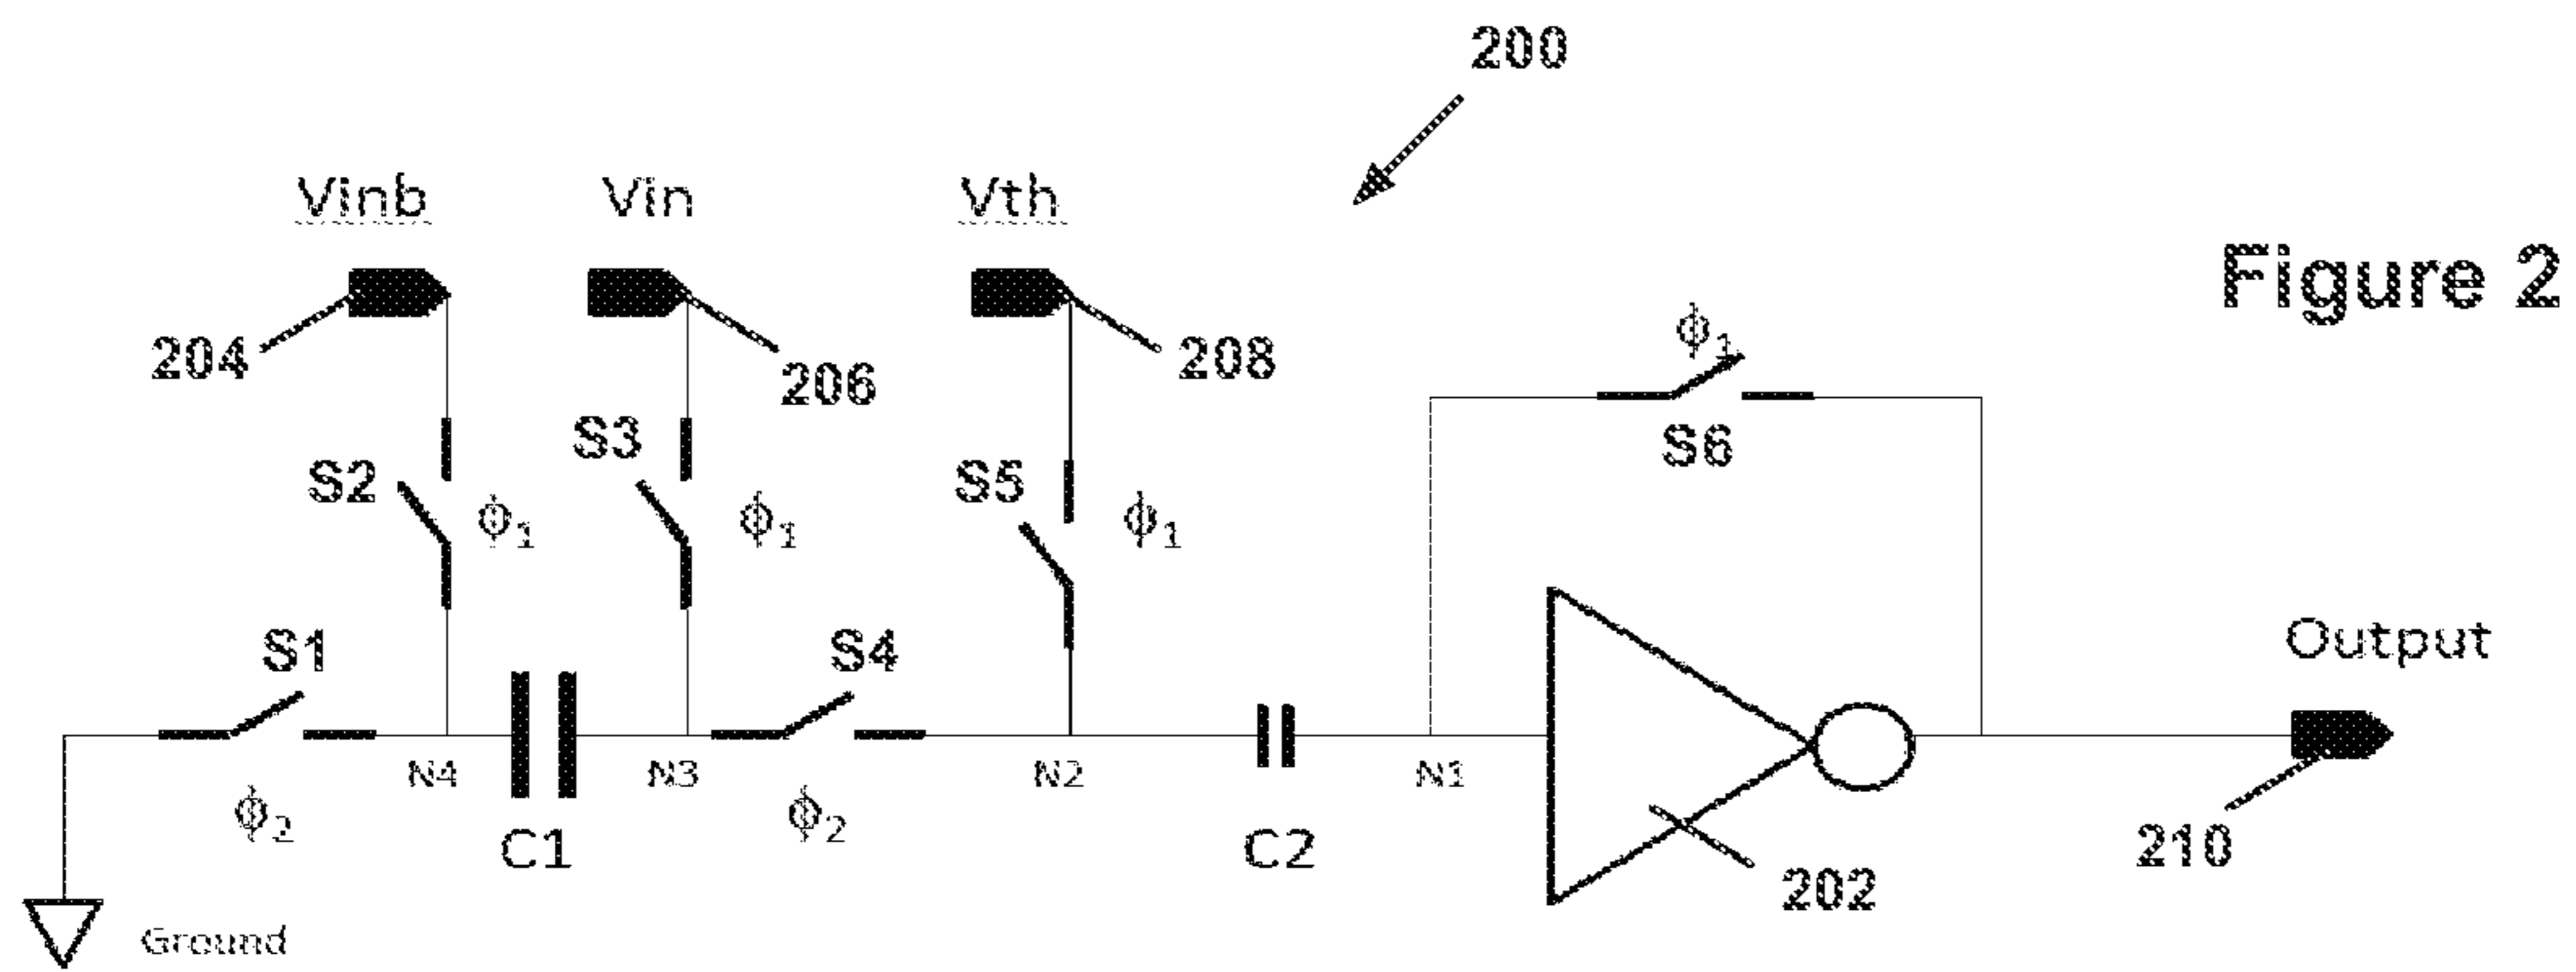 200
Vinb Vin Vth
Figure 2
204 206 208
ϕ1
S6
S2 ϕ1 S3 ϕ1 S5 ϕ1
S1 S4 Output
N4 N3 N2 N1
ϕ2 ϕ2
C1 C2 210
202
Ground